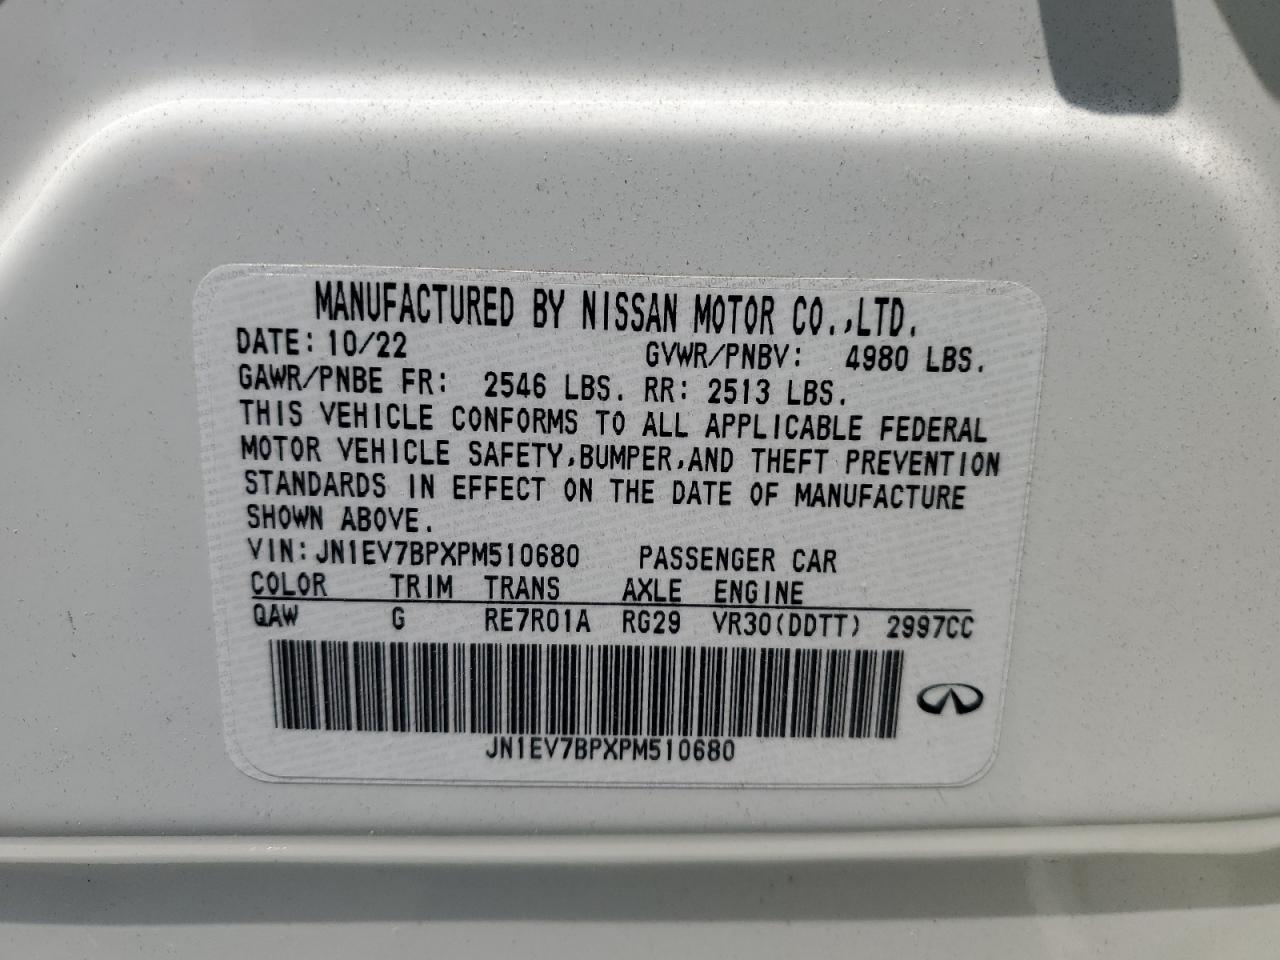 MANUFACTURED BY NISSAN MOTOR CO.,LTD.
DATE: 10/22 GVWR/PNBV: 4980 LBS.
GAWR/PNBE FR: 2546 LBS. RR: 2513 LBS.
THIS VEHICLE CONFORMS TO ALL APPLICABLE FEDERAL
MOTOR VEHICLE SAFETY,BUMPER,AND THEFT PREVENTION
STANDARDS IN EFFECT ON THE DATE OF MANUFACTURE
SHOWN ABOVE.
VIN: JN1EV7BPXPM510680 PASSENGER CAR
COLOR TRIM TRANS AXLE ENGINE
QAW G RE7R01A RG29 VR30(DDTT) 2997CC
JN1EV7BPXPM510680